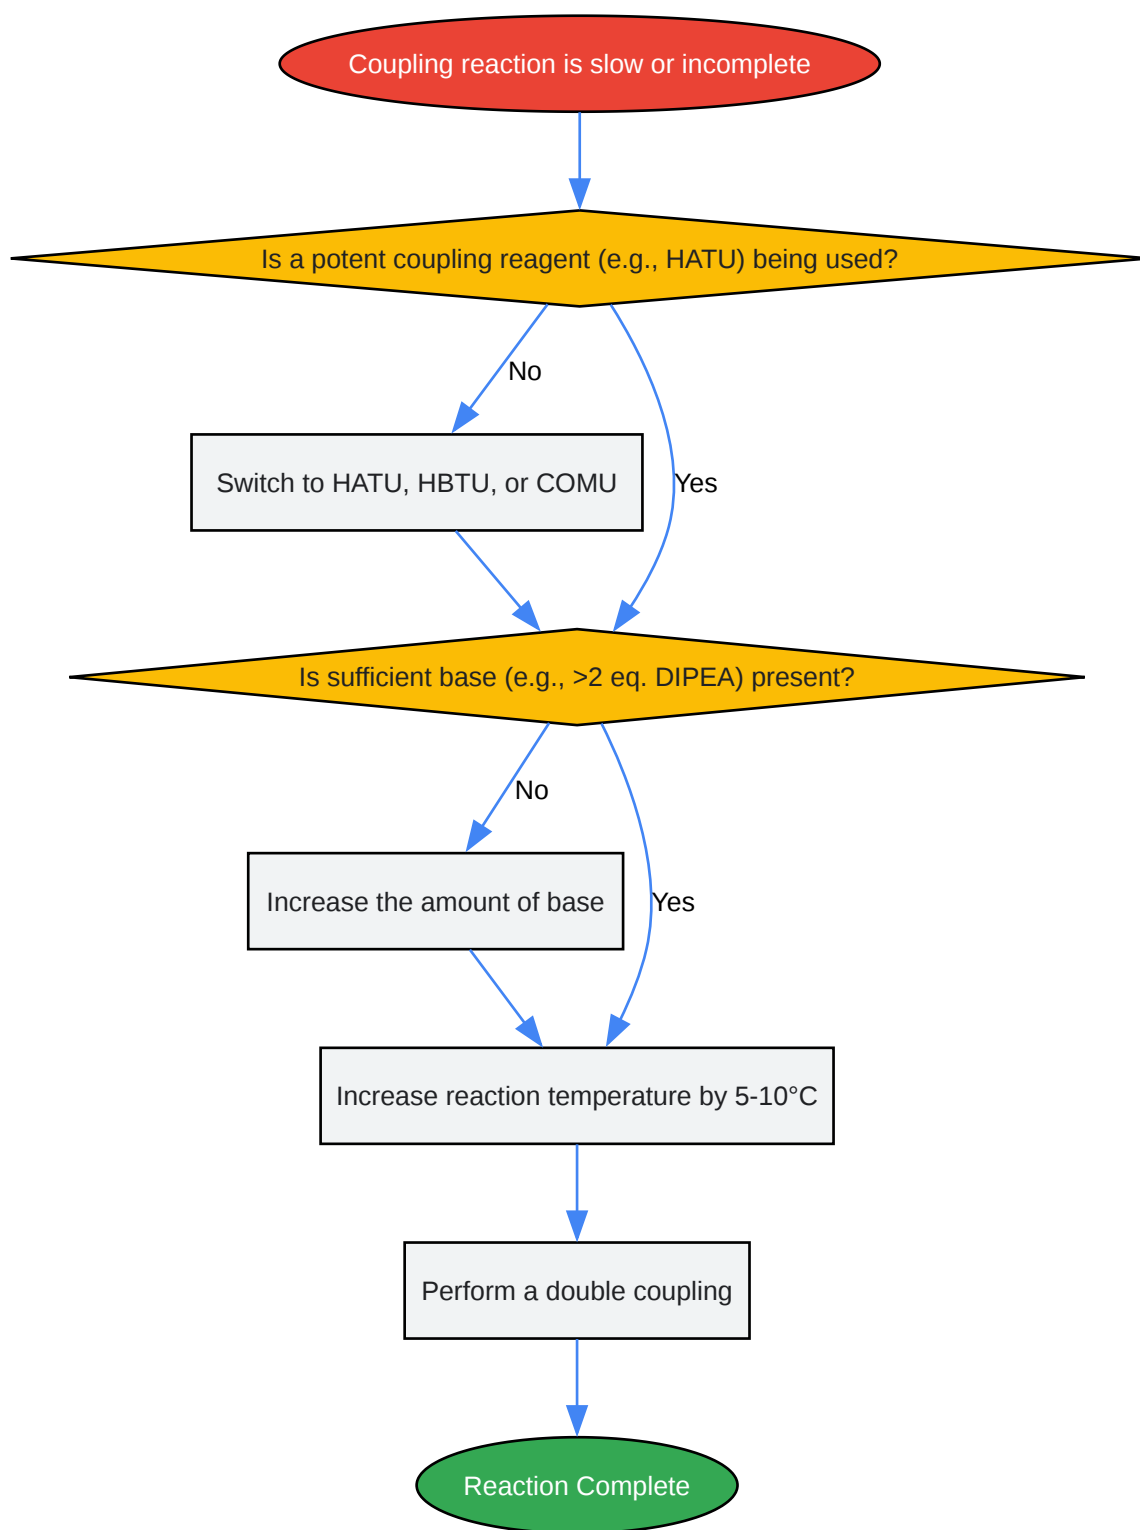 Coupling reaction is slow or incomplete
Is a potent coupling reagent (e.g., HATU) being used?
No
Switch to HATU, HBTU, or COMU
Yes
Is sufficient base (e.g., >2 eq. DIPEA) present?
No
Increase the amount of base
Yes
Increase reaction temperature by 5-10°C
Perform a double coupling
Reaction Complete